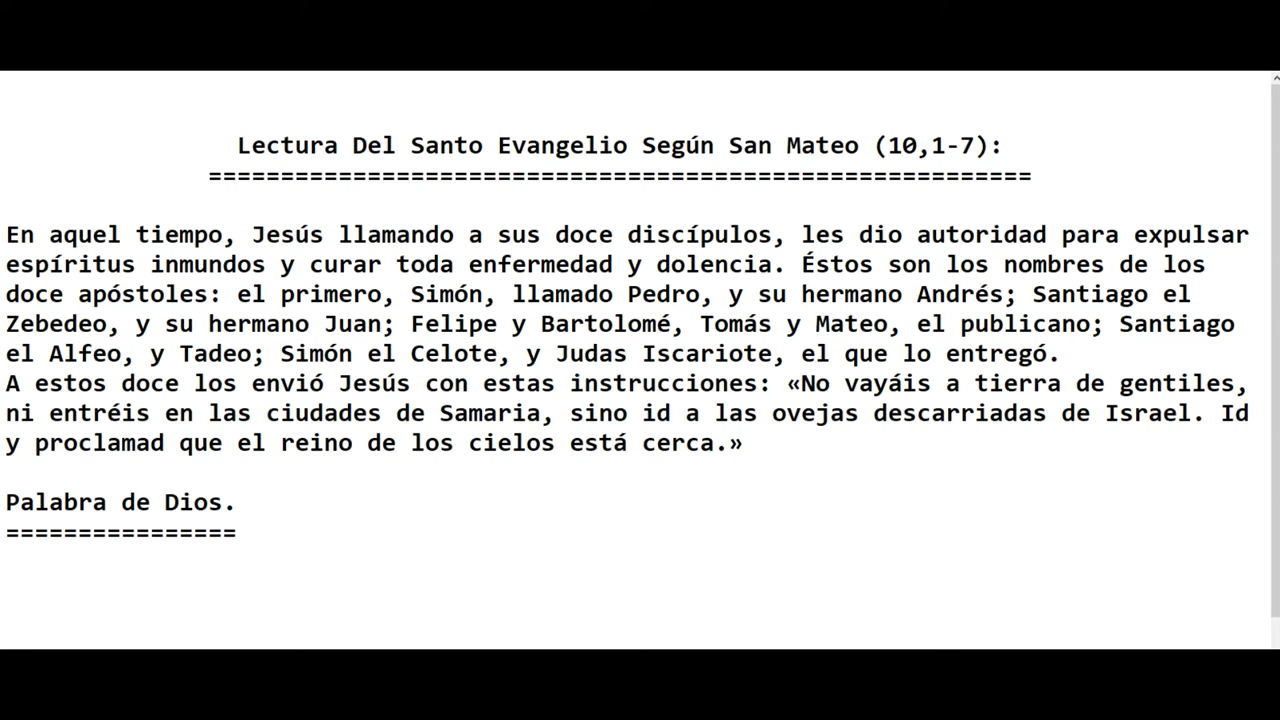 Lectura Del Santo Evangelio Según San Mateo (10,1-7):
=========================================================
En aquel tiempo, Jesús llamando a sus doce discípulos, les dio autoridad para expulsar
espíritus inmundos y curar toda enfermedad y dolencia. Éstos son los nombres de los
doce apóstoles: el primero, Simón, llamado Pedro, y su hermano Andrés; Santiago el
Zebedeo, y su hermano Juan; Felipe y Bartolomé, Tomás y Mateo, el publicano; Santiago
el Alfeo, y Tadeo; Simón el Celote, y Judas Iscariote, el que lo entregó.
A estos doce los envió Jesús con estas instrucciones: «No vayáis a tierra de gentiles,
ni entréis en las ciudades de Samaria, sino id a las ovejas descarriadas de Israel. Id
y proclamad que el reino de los cielos está cerca.»
Palabra de Dios.
================